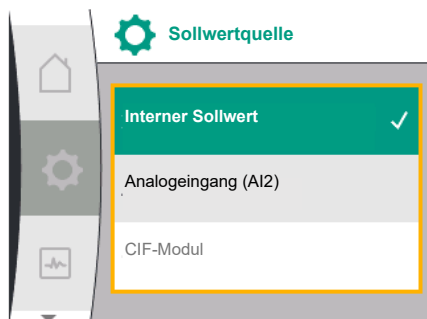 Sollwertquelle
Interner Sollwert
Analogeingang (AI2)
CIF-Modul